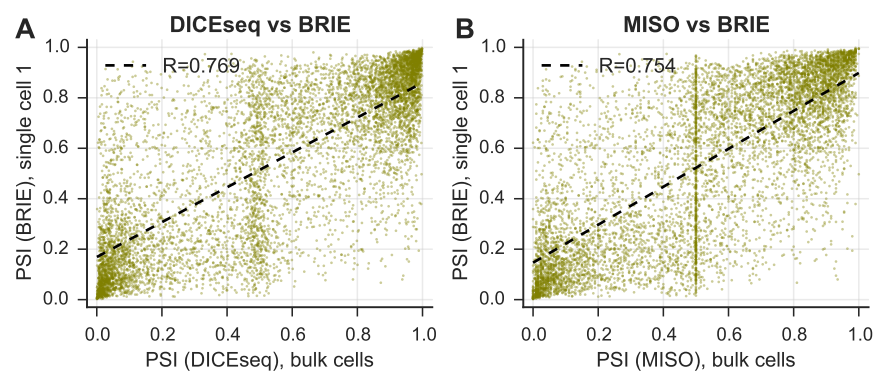 A
DICEseq vs BRIE
PSI (BRIE), single cell 1
1.0
0.8
0.6
0.4
0.2
0.0
R=0.769
0.0 0.2 0.4 0.6 0.8 1.0
PSI (DICEseq), bulk cells
B
MISO vs BRIE
PSI (BRIE), single cell 1
1.0
0.8
0.6
0.4
0.2
0.0
R=0.754
0.0 0.2 0.4 0.6 0.8 1.0
PSI (MISO), bulk cells